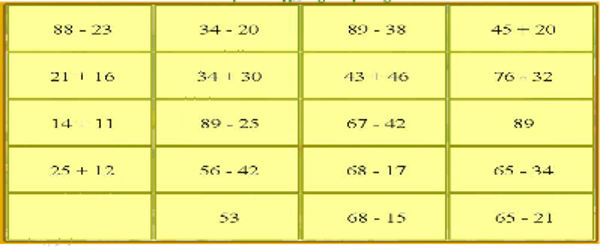 88 - 23 34 - 20 89 - 38 45 + 20
21 + 16 34 + 30 43 + 46 76 - 32
14 11 89 - 25 67 - 42 89
25 + 12 56 - 42 68 - 17 65 - 34
53 68 - 15 65 - 21